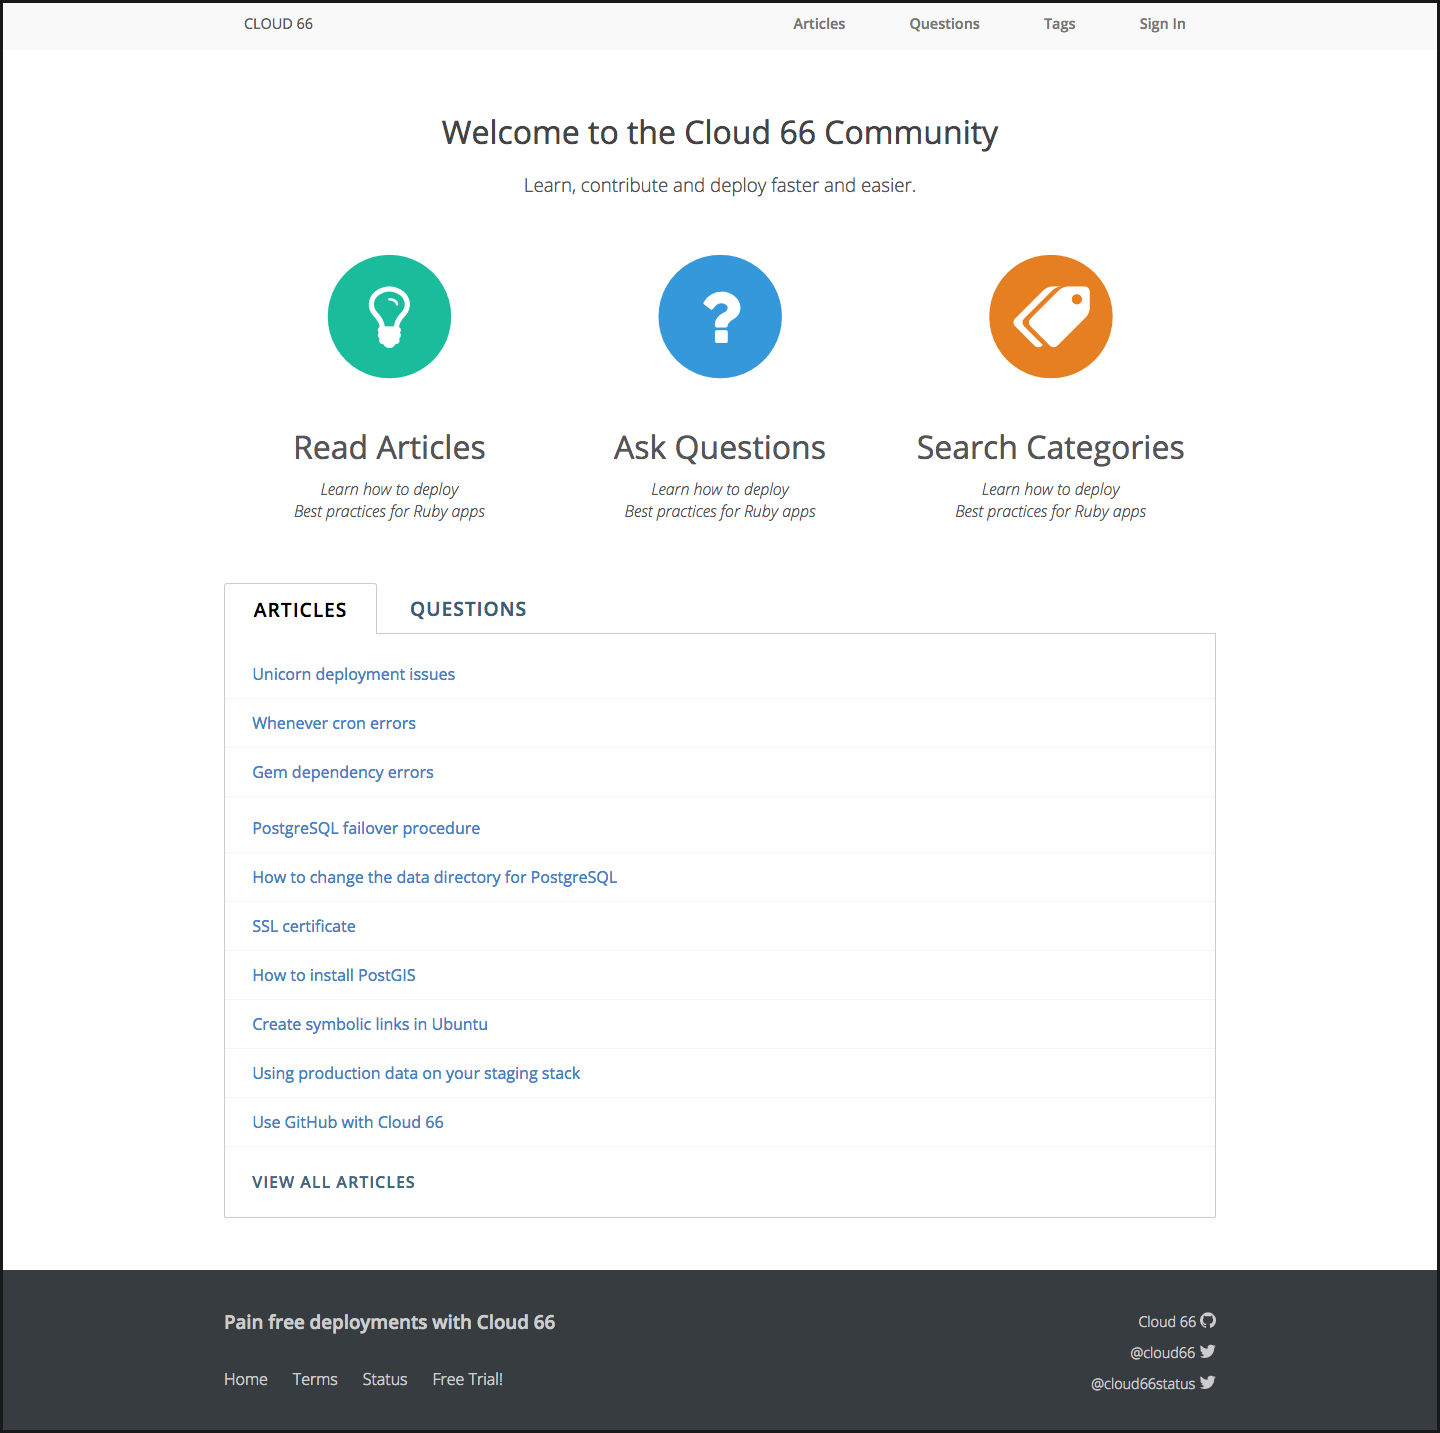 CLOUD 66 Articles Questions Tags Sign In
Welcome to the Cloud 66 Community
Learn, contribute and deploy faster and easier.
Read Articles
Learn how to deploy
Best practices for Ruby apps
Ask Questions
Learn how to deploy
Best practices for Ruby apps
Search Categories
Learn how to deploy
Best practices for Ruby apps
ARTICLES QUESTIONS
Unicorn deployment issues
Whenever cron errors
Gem dependency errors
PostgreSQL failover procedure
How to change the data directory for PostgreSQL
SSL certificate
How to install PostGIS
Create symbolic links in Ubuntu
Using production data on your staging stack
Use GitHub with Cloud 66
VIEW ALL ARTICLES
Pain free deployments with Cloud 66
Home Terms Status Free Trial!
Cloud 66
@cloud66
@cloud66status